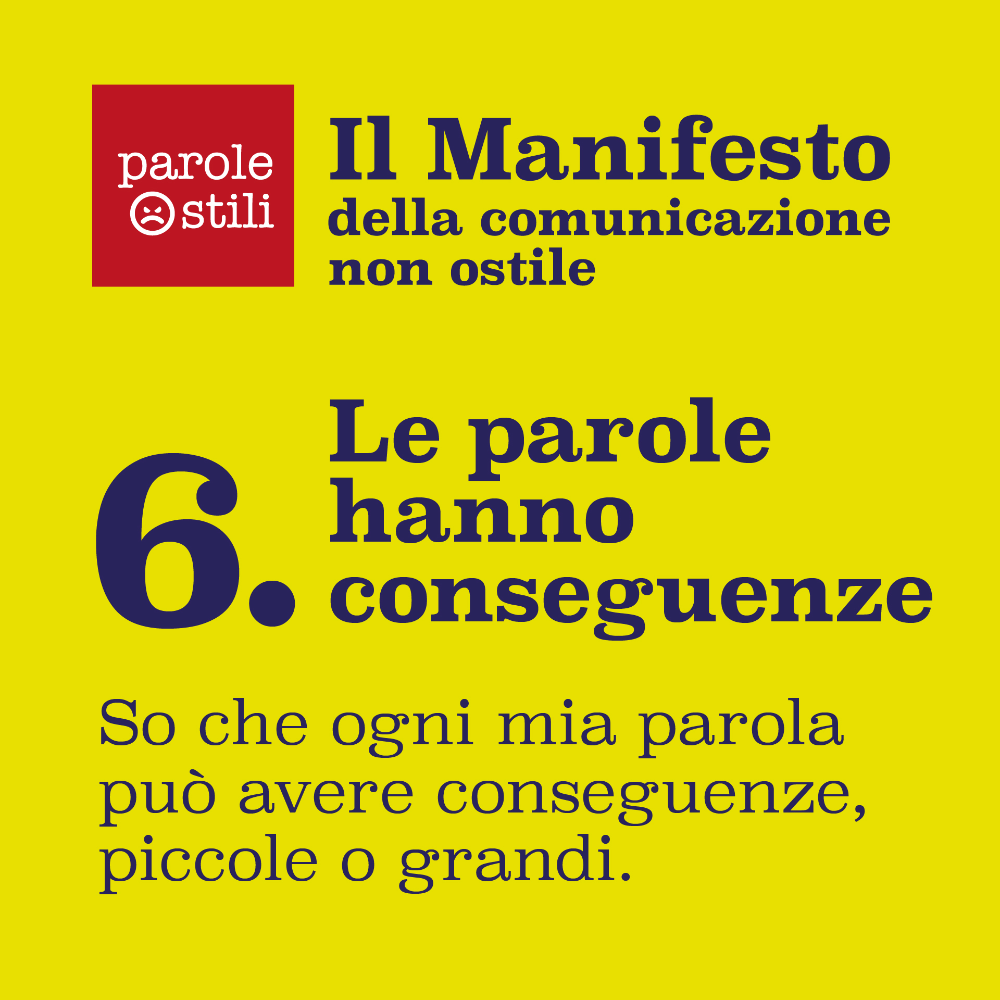 parole
ostili
Il Manifesto
della comunicazione
non ostile
6.
Le parole
hanno
conseguenze
So che ogni mia parola
può avere conseguenze,
piccole o grandi.